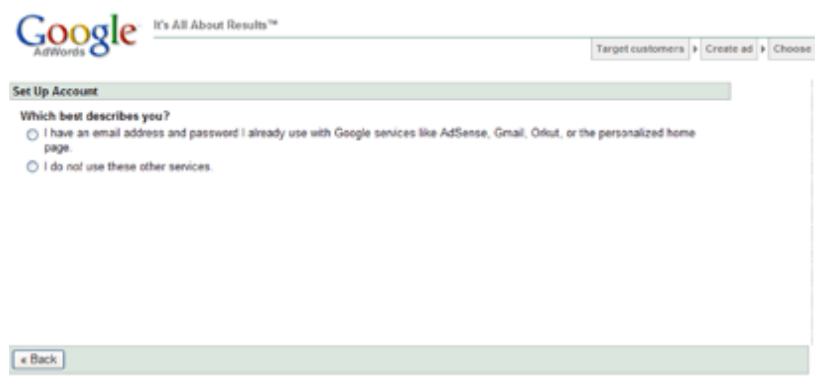 Google
AdWords
It's All About Results™
Target customers
Create ad
Choose
Set Up Account
Which best describes you?
I have an email address and password I already use with Google services like AdSense, Gmail, Orkut, or the personalized home
page.
I do not use these other services.
« Back